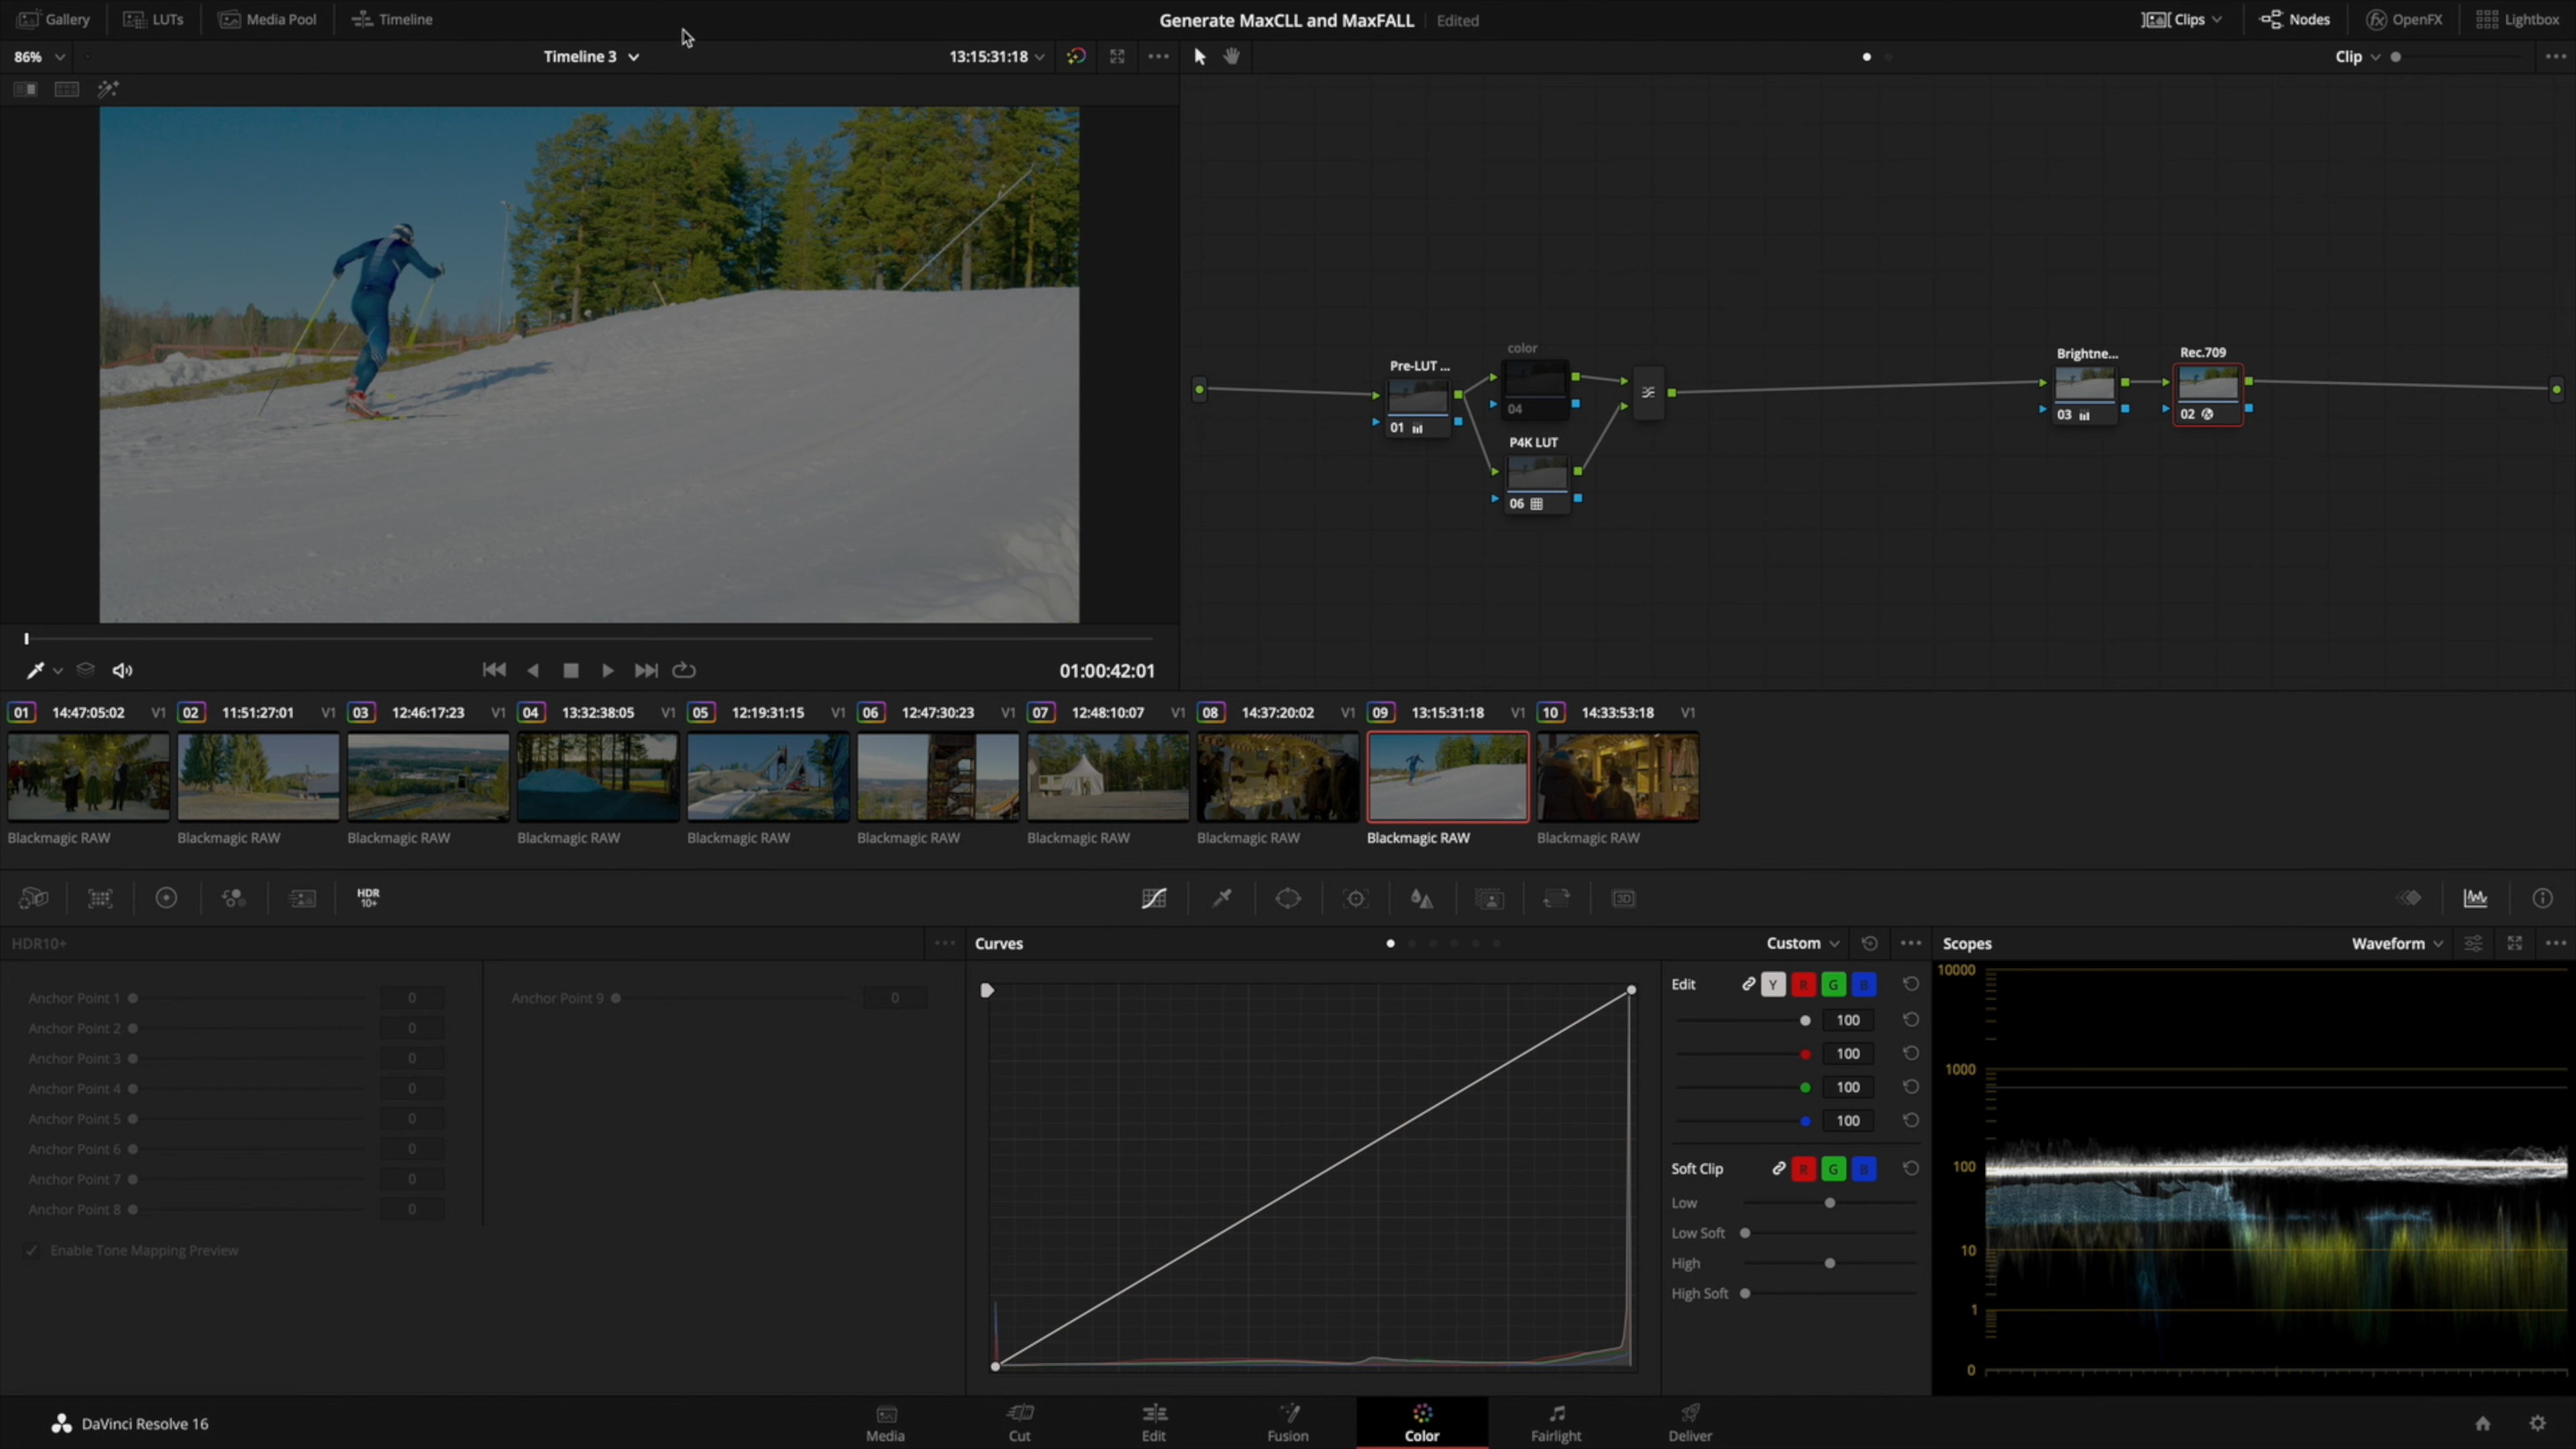 Gallery LUTs Media Pool Timeline Generate MaxCLL and MaxFALL Edited Clips Nodes OpenFX Lightbox
86% Timeline 3 13:15:31:18 Clip
color
Pre-LUT ...
01
04
P4K LUT
06
Brightne...
03
Rec.709
02
01:00:42:01
01 14:47:05:02 V1 02 11:51:27:01 V1 03 12:46:17:23 V1 04 13:32:38:05 V1 05 12:19:31:15 V1 06 12:47:30:23 V1 07 12:48:10:07 V1 08 14:37:20:02 V1 09 13:15:31:18 V1 10 14:33:53:18 V1
Blackmagic RAW Blackmagic RAW Blackmagic RAW Blackmagic RAW Blackmagic RAW Blackmagic RAW Blackmagic RAW Blackmagic RAW Blackmagic RAW Blackmagic RAW
HDR
10+
3D
HDR10+
Anchor Point 1 0
Anchor Point 2 0
Anchor Point 3 0
Anchor Point 4 0
Anchor Point 5 0
Anchor Point 6 0
Anchor Point 7 0
Anchor Point 8 0
Anchor Point 9 0
Enable Tone Mapping Preview
Curves Custom
Edit Y R G B
100
100
100
100
Soft Clip R G B
Low
Low Soft
High
High Soft
Scopes Waveform
10000
1000
100
10
1
0
DaVinci Resolve 16
Media Cut Edit Fusion Color Fairlight Deliver